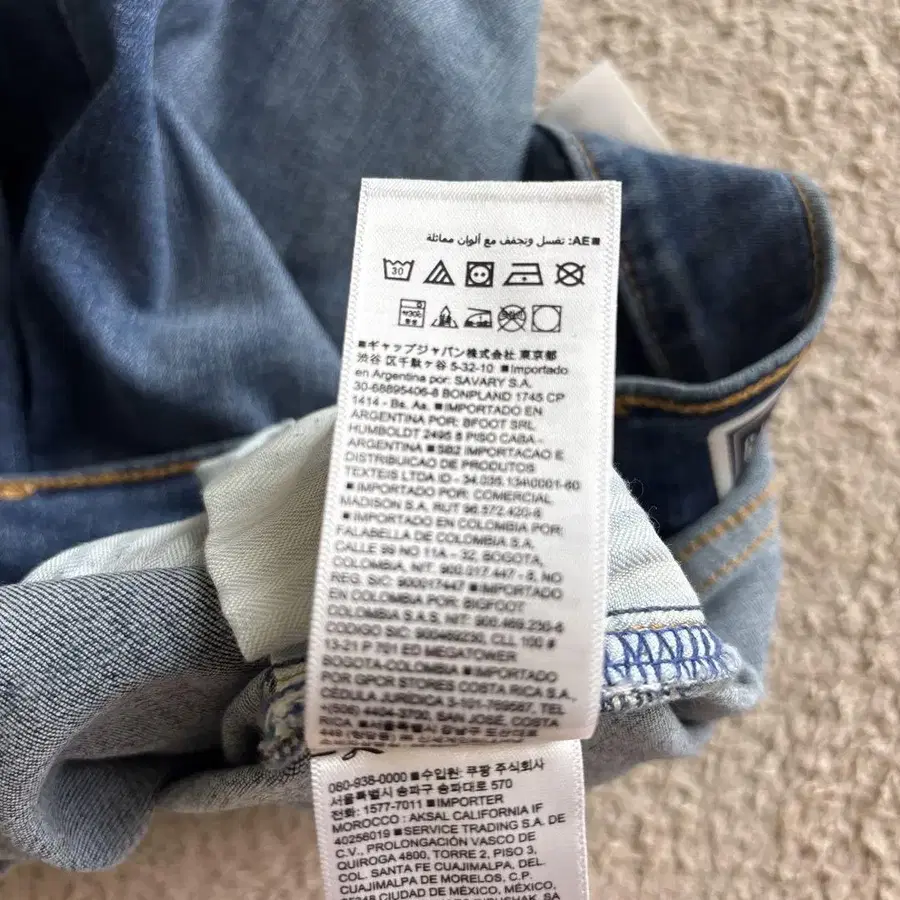 ■AE: تغسل وتجفف مع ألوان مماثلة
30
■ギャップジャパン株式会社 東京都
渋谷区千駄ヶ谷 5-32-10 ■Importado
en Argentina por: SAVARY S.A.
30-68895406-8 BONPLAND 1745 CP
1414 - Bs. As. ■IMPORTADO EN
ARGENTINA POR: BFOOT SRL
HUMBOLDT 2495 8 PISO CABA -
ARGENTINA ■SB2 IMPORTACAO E
DISTRIBUICAO DE PRODUTOS
TEXTEIS LTDA ID - 34.035.134\0001-60
■IMPORTADO POR: COMERCIAL
MADISON S.A. RUT 96.572.420-8
■IMPORTADO EN COLOMBIA POR:
FALABELLA DE COLOMBIA S.A.
CALLE 99 NO 11A - 32, BOGOTA,
COLOMBIA, NIT. 900.017.447 - 8, NO
REG. SIC: 900017447 ■IMPORTADO
EN COLOMBIA POR: BIGFOOT
COLOMBIA S.A.S, NIT: 900.469.230-6
CODIGO SIC: 900469230, CLL 100 #
13-21 P 701 ED MEGATOWER
BOGOTA-COLOMBIA ■IMPORTADO
POR GPCR STORES COSTA RICA S.A.,
CÉDULA JURÍDICA 3-101-769567, TEL
+(506) 4404-5700, SAN JOSÉ, COSTA
RICA
080-938-0000 ■수입원: 쿠팡 주식회사
서울특별시 송파구 송파대로 570
전화: 1577-7011 ■IMPORTER
MOROCCO : AKSAL CALIFORNIA IF
40256019 ■SERVICE TRADING S.A. DE
C.V., PROLONGACIÓN VASCO DE
QUIROGA 4800, TORRE 2, PISO
COL. SANTA FE CUAJIMALPA, DEL.
CUAJIMALPA DE MORELOS, C.P.
CIUDAD DE MÉXICO, MÉXICO